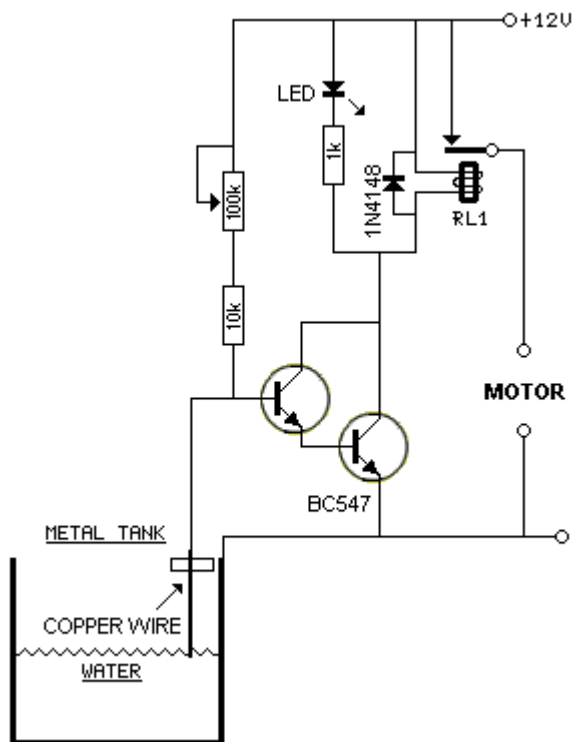 +12V
LED
1k
1N4148
100k
RL1
10k
MOTOR
BC547
METAL TANK
COPPER WIRE
WATER